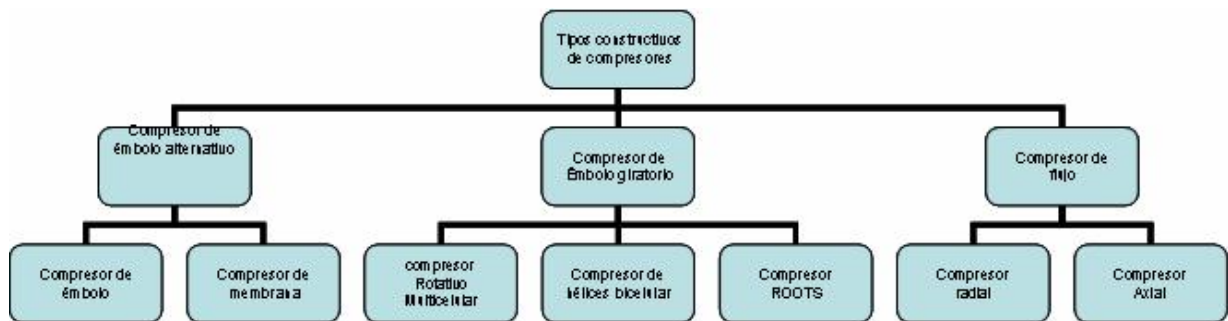 Tipos constructivos
de compresores
Compresor de
émbolo alternativo
Compresor de
Émbolo giratorio
Compresor de
flujo
Compresor de
émbolo
Compresor de
membrana
compresor
Rotativo
Multicelular
Compresor de
hélices bicelular
Compresor
ROOTS
Compresor
radial
Compresor
Axial